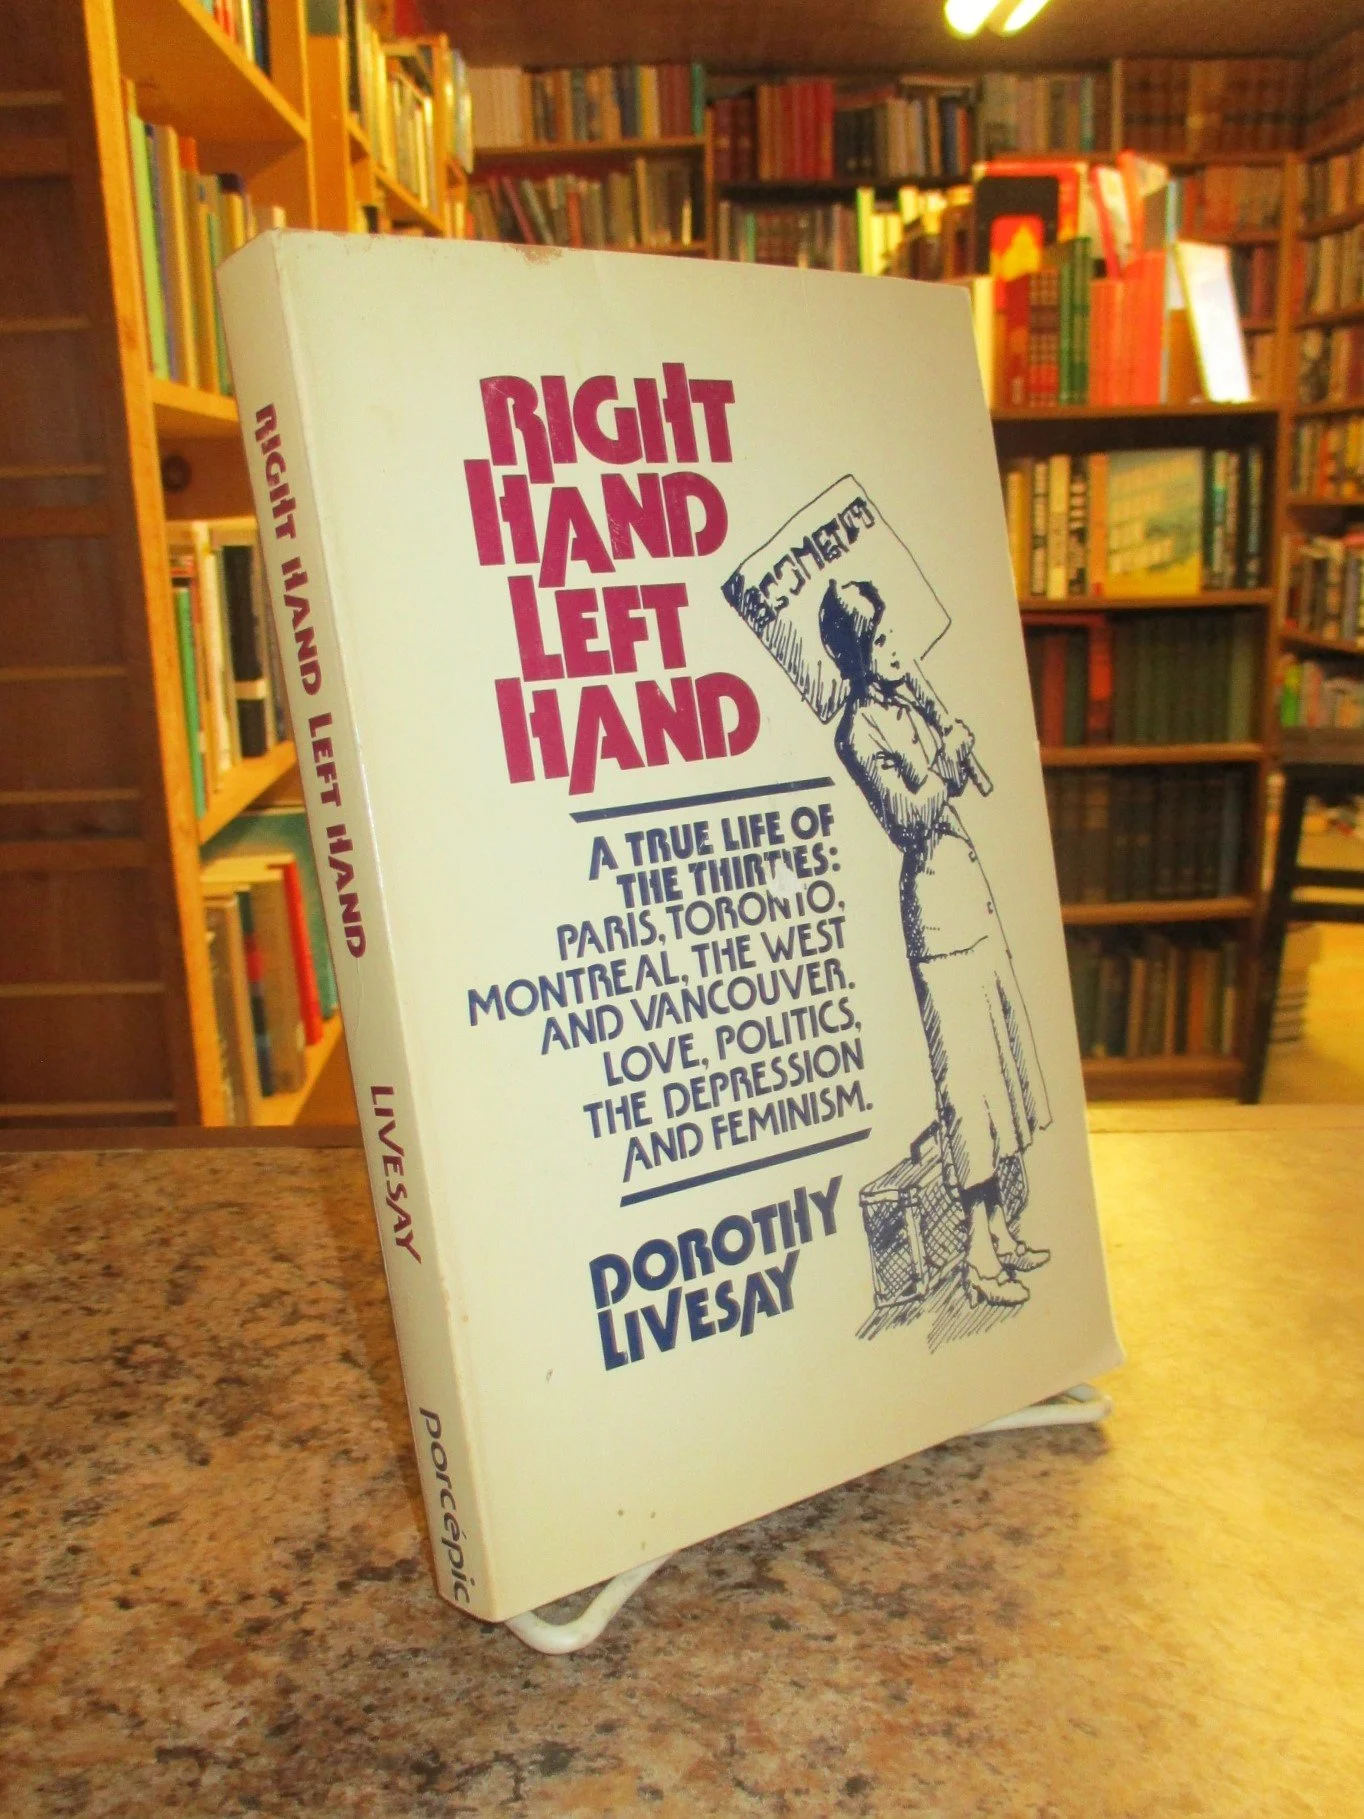 RIGHT
HAND
LEFT
HAND
A TRUE LIFE OF
THE THIRTIES:
PARIS, TORONTO,
MONTREAL, THE WEST
AND VANCOUVER.
LOVE, POLITICS,
THE DEPRESSION
AND FEMINISM.
DOROTHY
LIVESAY
RIGHT HAND LEFT HAND LIVESAY porcépic